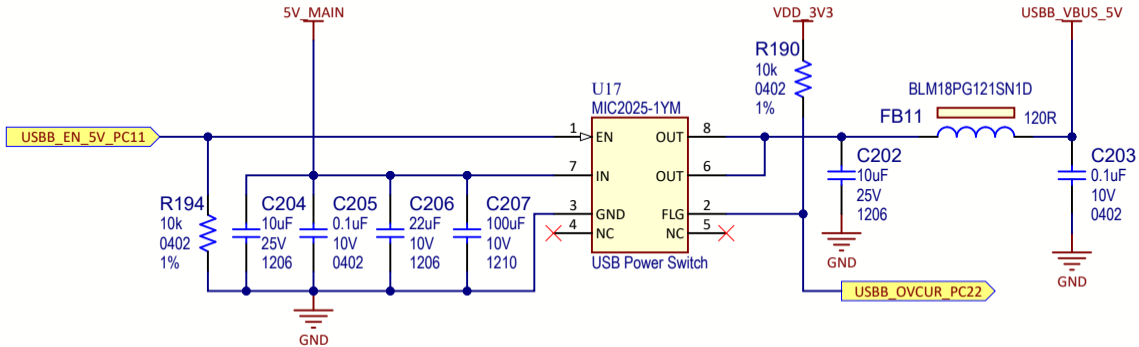 5V_MAIN
VDD_3V3
USBB_VBUS_5V
R190
10k
0402
1%
U17
MIC2025-1YM
BLM18PG121SN1D
FB11
120R
USBB_EN_5V_PC11
1
EN
OUT
8
7
IN
OUT
6
3
GND
FLG
2
4
NC
NC
5
USB Power Switch
R194
10k
0402
1%
C204
10uF
25V
1206
C205
0.1uF
10V
0402
C206
22uF
10V
1206
C207
100uF
10V
1210
C202
10uF
25V
1206
GND
C203
0.1uF
10V
0402
GND
USBB_OVCUR_PC22
GND